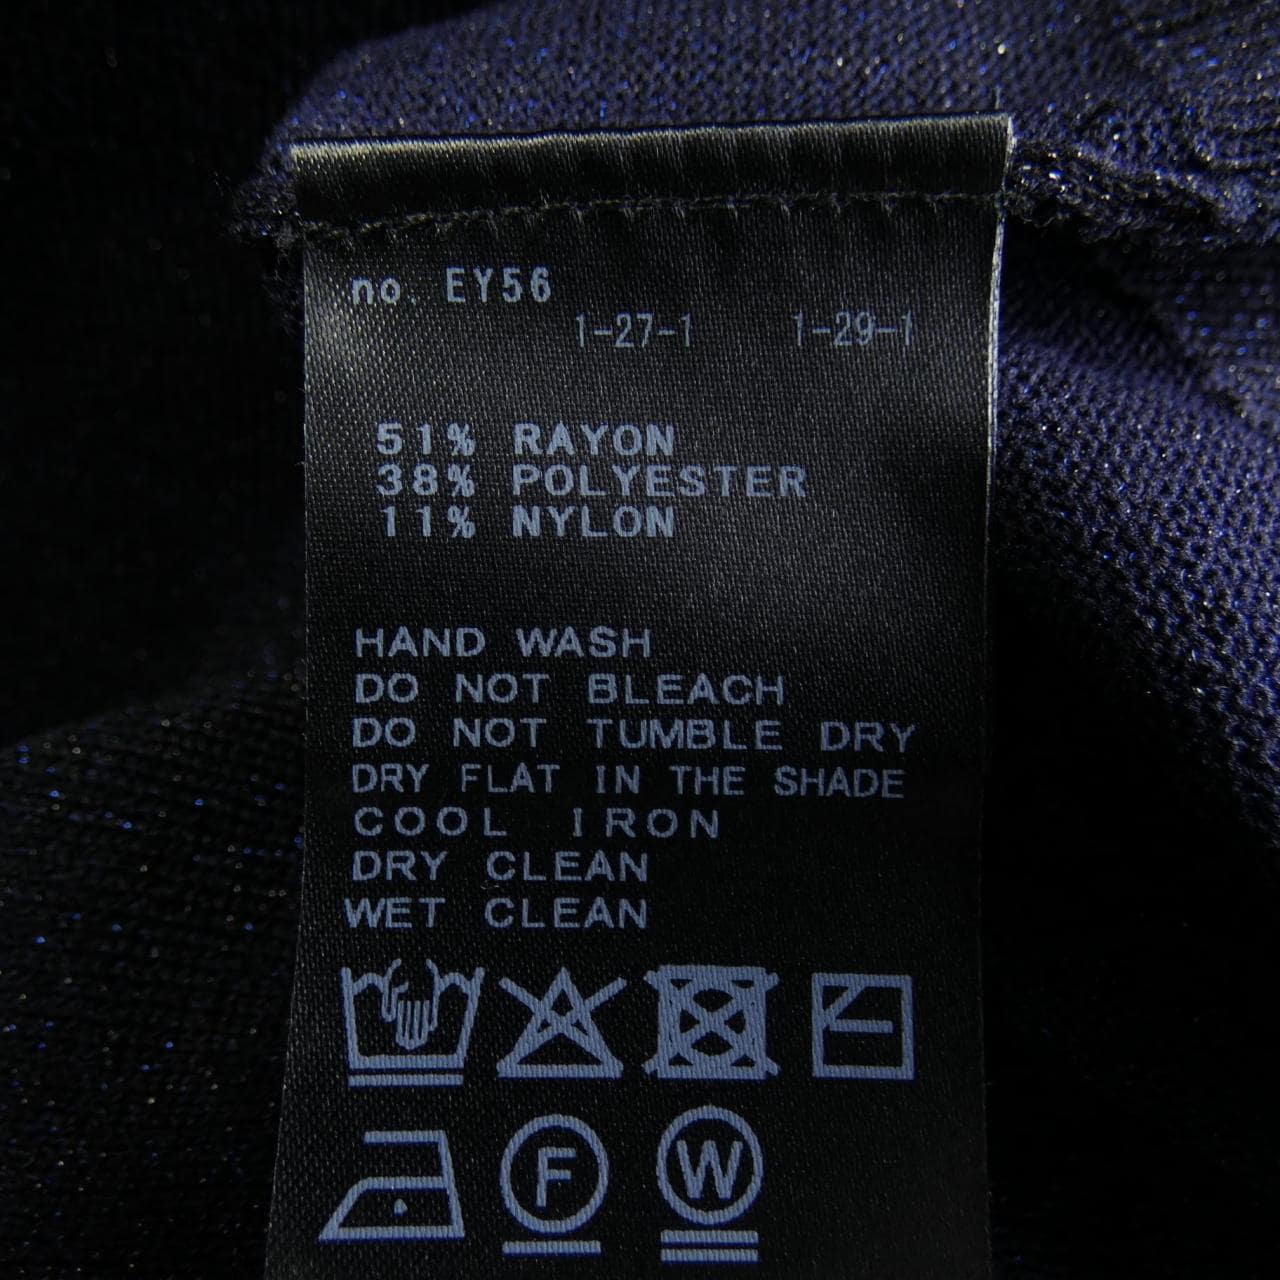 no. EY56
1-27-1 1-29-1
51% RAYON
38% POLYESTER
11% NYLON
HAND WASH
DO NOT BLEACH
DO NOT TUMBLE DRY
DRY FLAT IN THE SHADE
COOL IRON
DRY CLEAN
WET CLEAN
F W